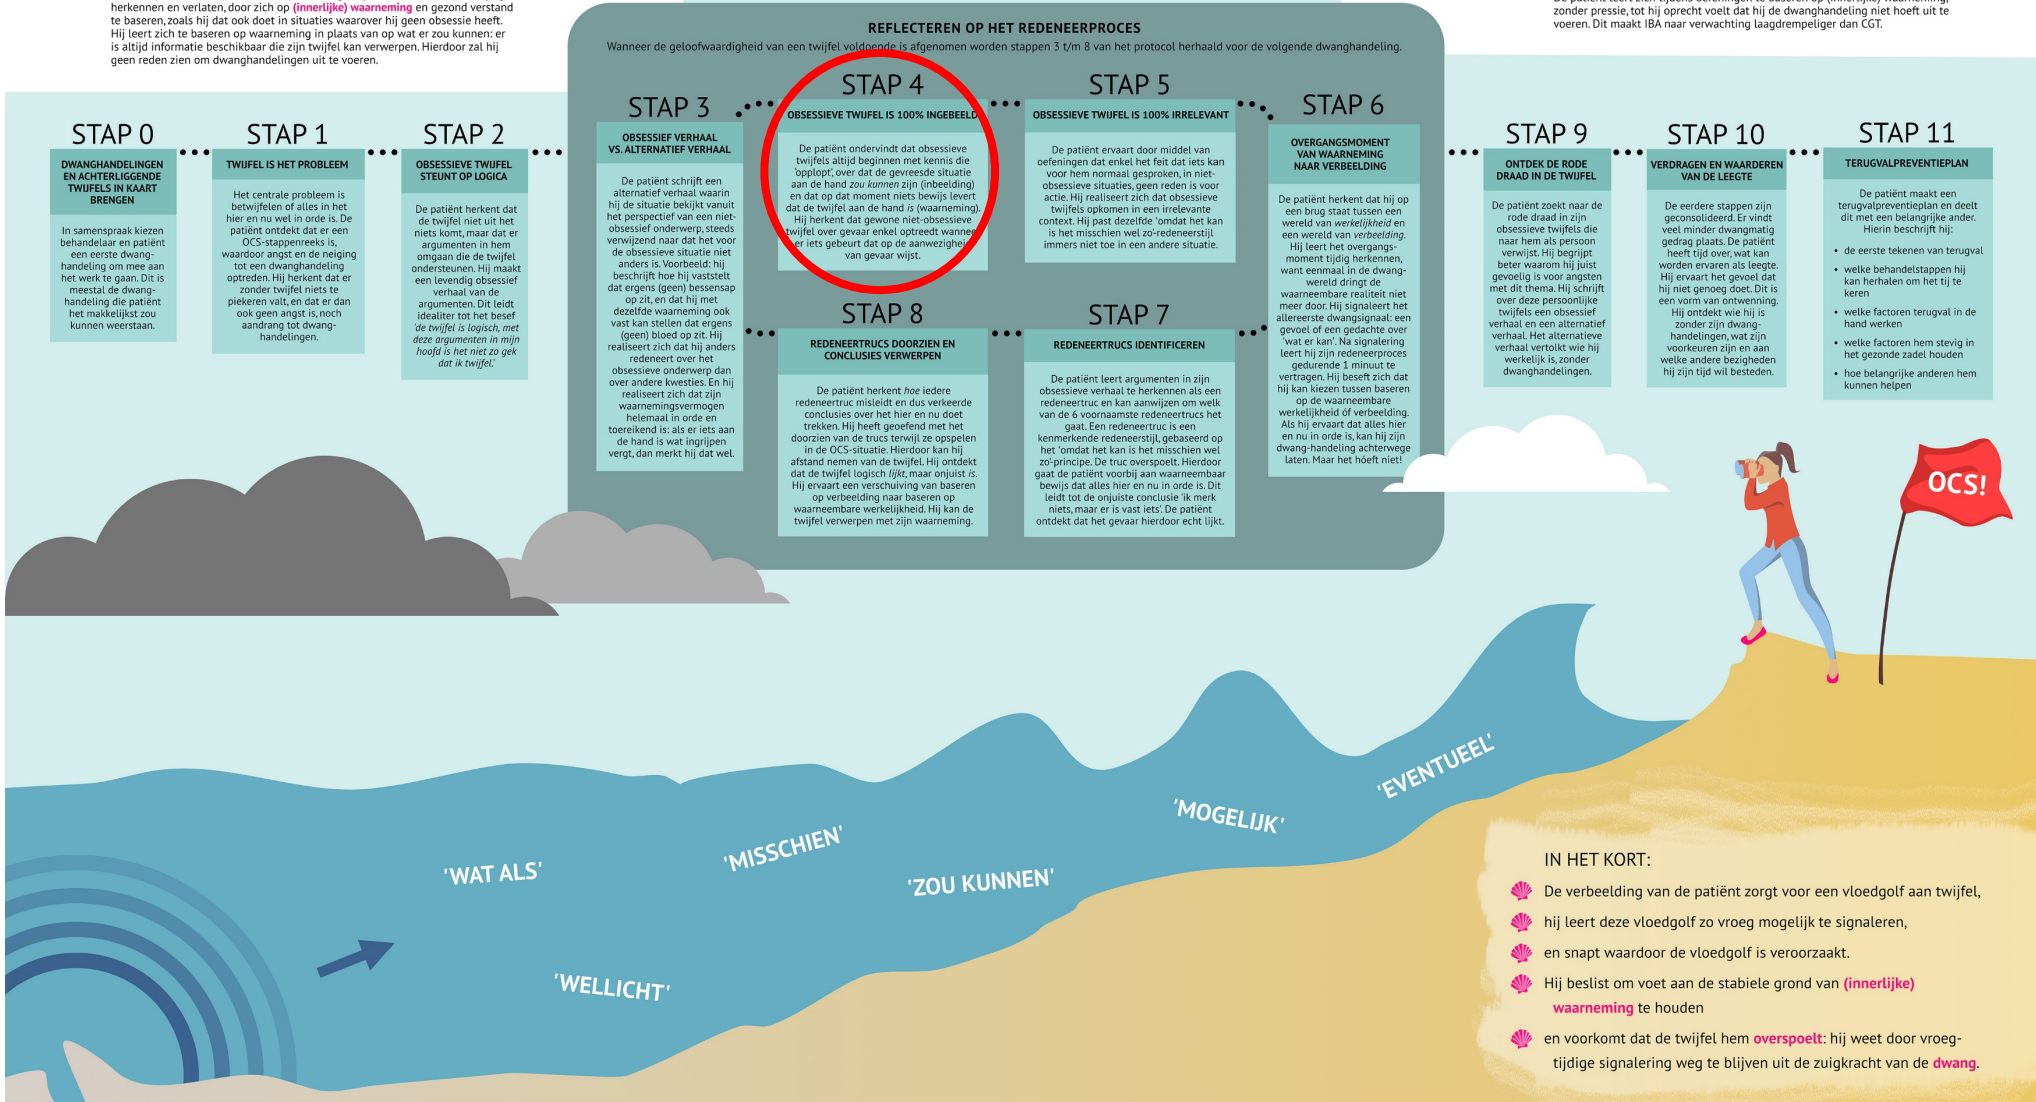 herkennen en verlaten, door zich op (innerlijke) waarneming en gezond verstand
te baseren, zoals hij dat ook doet in situaties waarover hij geen obsessie heeft.
Hij leert zich te baseren op waarneming in plaats van op wat er zou kunnen: er
is altijd informatie beschikbaar die zijn twijfel kan verwerpen. Hierdoor zal hij
geen reden zien om dwanghandelingen uit te voeren.
zonder pressie, tot hij oprecht voelt dat hij de dwanghandeling niet hoeft uit te
voeren. Dit maakt IBA naar verwachting laagdrempeliger dan CGT.
REFLECTEREN OP HET REDENEERPROCES
Wanneer de geloofwaardigheid van een twijfel voldoende is afgenomen worden stappen 3 t/m 8 van het protocol herhaald voor de volgende dwanghandeling.
STAP 0
DWANGHANDELINGEN
EN ACHTERLIGGENDE
TWIJFELS IN KAART
BRENGEN
In samenspraak kiezen
behandelaar en patiënt
een eerste dwang-
handeling om mee aan
het werk te gaan. Dit is
meestal de dwang-
handeling die patiënt
het makkelijkst zou
kunnen weerstaan.
STAP 1
TWIJFEL IS HET PROBLEEM
Het centrale probleem is
betwijfelen of alles in het
hier en nu wel in orde is. De
patiënt ontdekt dat er een
OCS-stappenreeks is,
waardoor angst en de neiging
tot een dwanghandeling
optreden. Hij herkent dat er
zonder twijfel niets te
piekeren valt, en dat er dan
ook geen angst is, noch
aandrang tot dwang-
handelingen.
STAP 2
OBSESSIEVE TWIJFEL
STEUNT OP LOGICA
De patiënt herkent dat
de twijfel niet uit het
niets komt, maar dat er
argumenten in hem
omgaan die de twijfel
ondersteunen. Hij maakt
een levendig obsessief
verhaal van de
argumenten. Dit leidt
idealiter tot het besef
'de twijfel is logisch, met
deze argumenten in mijn
hoofd is het niet zo gek
dat ik twijfel.'
STAP 3
OBSESSIEF VERHAAL
VS. ALTERNATIEF VERHAAL
De patiënt schrijft een
alternatief verhaal waarin
hij de situatie bekijkt vanuit
het perspectief van een niet-
obsessief onderwerp, steeds
verwijzend naar dat het voor
de obsessieve situatie niet
anders is. Voorbeeld: hij
beschrijft hoe hij vaststelt
dat ergens (geen) bessensap
op zit, en dat hij met
dezelfde waarneming ook
vast kan stellen dat ergens
(geen) bloed op zit. Hij
realiseert zich dat hij anders
redeneert over het
obsessieve onderwerp dan
over andere kwesties. En hij
realiseert zich dat zijn
waarnemingsvermogen
helemaal in orde en
toereikend is: als er iets aan
de hand is wat ingrijpen
vergt, dan merkt hij dat wel.
STAP 4
OBSESSIEVE TWIJFEL IS 100% INGEBEELD
De patiënt ondervindt dat obsessieve
twijfels altijd beginnen met kennis die
'opplopt', over dat de gevreesde situatie
aan de hand zou kunnen zijn (inbeelding)
en dat op dat moment niets bewijs levert
dat de twijfel aan de hand is (waarneming).
Hij herkent dat gewone niet-obsessieve
twijfel over gevaar enkel optreedt wanneer
er iets gebeurt dat op de aanwezigheid
van gevaar wijst.
STAP 5
OBSESSIEVE TWIJFEL IS 100% IRRELEVANT
De patiënt ervaart door middel van
oefeningen dat enkel het feit dat iets kan
voor hem normaal gesproken, in niet-
obsessieve situaties, geen reden is voor
actie. Hij realiseert zich dat obsessieve
twijfels opkomen in een irrelevante
context. Hij past dezelfde 'omdat het kan
is het misschien wel zo'-redeneerstijl
immers niet toe in een andere situatie.
STAP 6
OVERGANGSMOMENT
VAN WAARNEMING
NAAR VERBEELDING
De patiënt herkent dat hij op
een brug staat tussen een
wereld van werkelijkheid en
een wereld van verbeelding.
Hij leert het overgangs-
moment tijdig herkennen,
want eenmaal in de dwang-
wereld dringt de
waarneembare realiteit niet
meer door. Hij signaleert het
allereerste dwangsignaal: een
gevoel of een gedachte over
'wat er kan'. Na signalering
leert hij zijn redeneerproces
gedurende 1 minuut te
vertragen. Hij beseft zich dat
hij kan kiezen tussen baseren
op de waarneembare
werkelijkheid óf verbeelding.
Als hij ervaart dat alles hier
en nu in orde is, kan hij zijn
dwang-handeling achterwege
laten. Maar het hóeft niet!
STAP 8
REDENEERTRUCS DOORZIEN EN
CONCLUSIES VERWERPEN
De patiënt herkent hoe iedere
redeneertruc misleidt en dus verkeerde
conclusies over het hier en nu doet
trekken. Hij heeft geoefend met het
doorzien van de trucs terwijl ze opspelen
in de OCS-situatie. Hierdoor kan hij
afstand nemen van de twijfel. Hij ontdekt
dat de twijfel logisch lijkt, maar onjuist is.
Hij ervaart een verschuiving van baseren
op verbeelding naar baseren op
waarneembare werkelijkheid. Hij kan de
twijfel verwerpen met zijn waarneming.
STAP 7
REDENEERTRUCS IDENTIFICEREN
De patiënt leert argumenten in zijn
obsessieve verhaal te herkennen als een
redeneertruc en kan aanwijzen om welk
van de 6 voornaamste redeneertrucs het
gaat. Een redeneertruc is een
kenmerkende redeneerstijl, gebaseerd op
het 'omdat het kan is het misschien wel
zo'-principe. De truc overspoelt. Hierdoor
gaat de patiënt voorbij aan waarneembaar
bewijs dat alles hier en nu in orde is. Dit
leidt tot de onjuiste conclusie 'ik merk
niets, maar er is vast iets'. De patiënt
ontdekt dat het gevaar hierdoor echt lijkt.
STAP 9
ONTDEK DE RODE
DRAAD IN DE TWIJFEL
De patiënt zoekt naar de
rode draad in zijn
obsessieve twijfels die
naar hem als persoon
verwijst. Hij begrijpt
beter waarom hij juist
gevoelig is voor angsten
met dit thema. Hij schrijft
over deze persoonlijke
twijfels een obsessief
verhaal en een alternatief
verhaal. Het alternatieve
verhaal vertolkt wie hij
werkelijk is, zonder
dwanghandelingen.
STAP 10
VERDRAGEN EN WAARDEREN
VAN DE LEEGTE
De eerdere stappen zijn
geconsolideerd. Er vindt
veel minder dwangmatig
gedrag plaats. De patiënt
heeft tijd over, wat kan
worden ervaren als leegte.
Hij ervaart het gevoel dat
hij niet genoeg doet. Dit is
een vorm van ontwenning.
Hij ontdekt wie hij is
zonder zijn dwang-
handelingen, wat zijn
voorkeuren zijn en aan
welke andere bezigheden
hij zijn tijd wil besteden.
STAP 11
TERUGVALPREVENTIEPLAN
De patiënt maakt een
terugvalpreventieplan en deelt
dit met een belangrijke ander.
Hierin beschrijft hij:
• de eerste tekenen van terugval
• welke behandelstappen hij
kan herhalen om het tij te
keren
• welke factoren terugval in de
hand werken
• welke factoren hem stevig in
het gezonde zadel houden
• hoe belangrijke anderen hem
kunnen helpen
OCS!
'WAT ALS'
'MISSCHIEN'
'ZOU KUNNEN'
'MOGELIJK'
'EVENTUEEL'
'WELLICHT'
IN HET KORT:
De verbeelding van de patiënt zorgt voor een vloedgolf aan twijfel,
hij leert deze vloedgolf zo vroeg mogelijk te signaleren,
en snapt waardoor de vloedgolf is veroorzaakt.
Hij beslist om voet aan de stabiele grond van (innerlijke)
waarneming te houden
en voorkomt dat de twijfel hem overspoelt: hij weet door vroeg-
tijdige signalering weg te blijven uit de zuigkracht van de dwang.